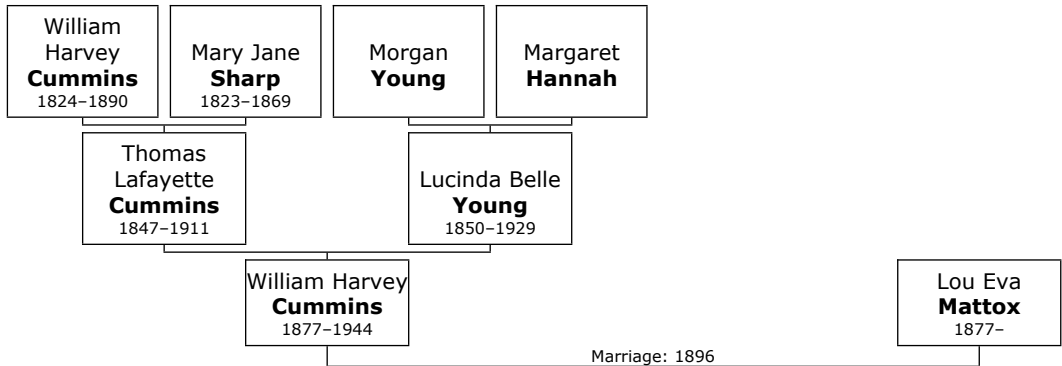 William
Harvey
Cummins
1824–1890
Mary Jane
Sharp
1823–1869
Morgan
Young
Margaret
Hannah
Thomas
Lafayette
Cummins
1847–1911
Lucinda Belle
Young
1850–1929
William Harvey
Cummins
1877–1944
Lou Eva
Mattox
1877–
Marriage: 1896